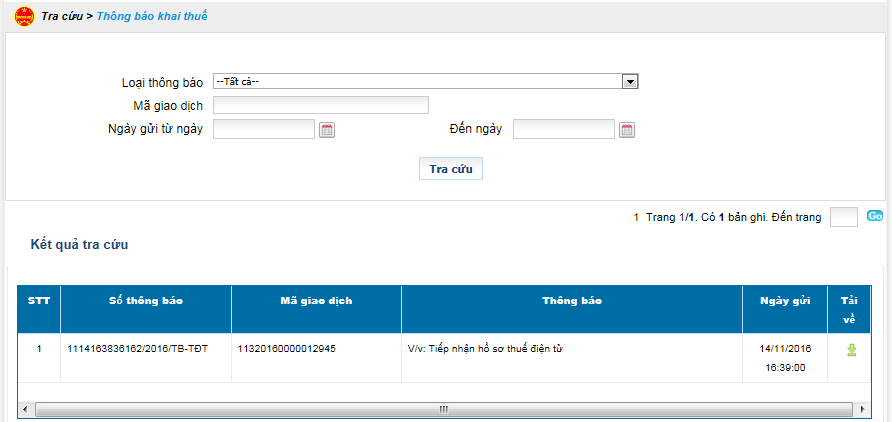 Tra cứu > Thông báo khai thuế
Loại thông báo --Tất cả--
Mã giao dịch
Ngày gửi từ ngày Đến ngày
Tra cứu
1 Trang 1/1. Có 1 bản ghi. Đến trang Go
Kết quả tra cứu
STT Số thông báo Mã giao dịch Thông báo Ngày gửi Tải về
1 1114163836162/2016/TB-TĐT 11320160000012945 V/v: Tiếp nhận hồ sơ thuế điện tử 14/11/2016
16:39:00